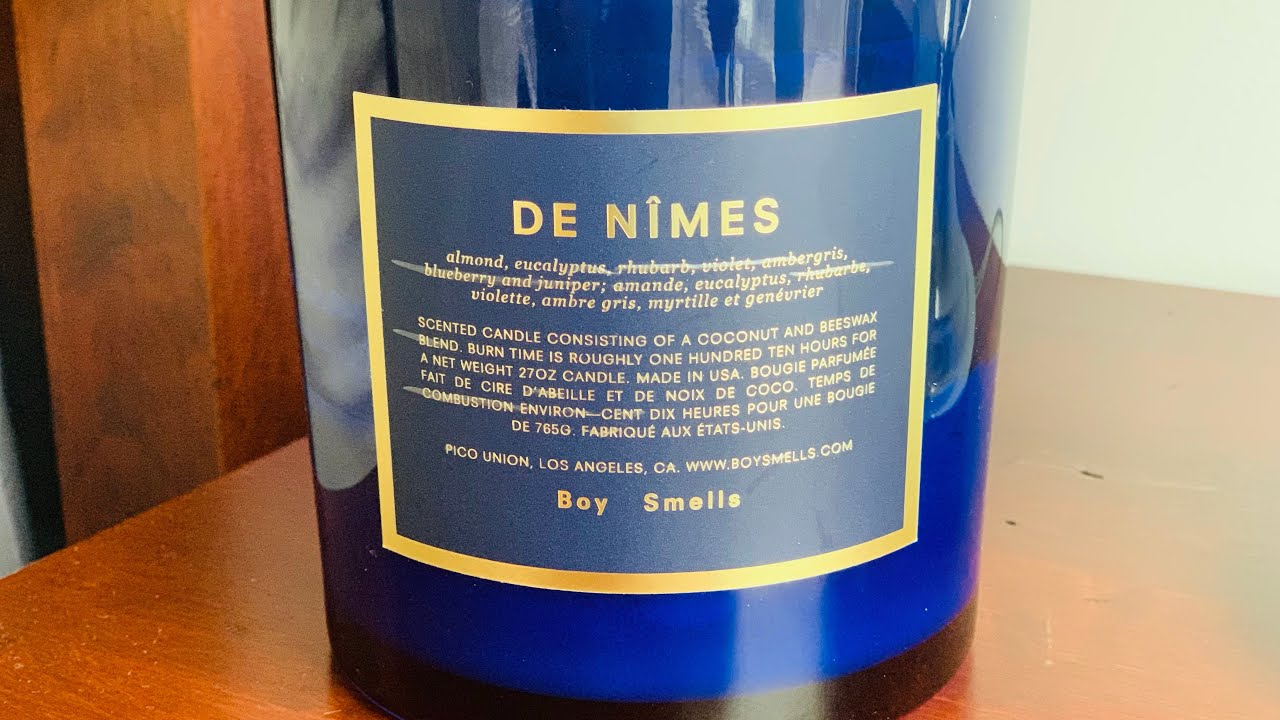 DE NÎMES
almond, eucalyptus, rhubarb, violet, ambergris,
blueberry and juniper; amande, eucalyptus, rhubarbe,
violette, ambre gris, myrtille et genévrier
SCENTED CANDLE CONSISTING OF A COCONUT AND BEESWAX
BLEND. BURN TIME IS ROUGHLY ONE HUNDRED TEN HOURS FOR
A NET WEIGHT 27OZ CANDLE. MADE IN USA. BOUGIE PARFUMÉE
FAIT DE CIRE D'ABEILLE ET DE NOIX DE COCO. TEMPS DE
COMBUSTION ENVIRON—CENT DIX HEURES POUR UNE BOUGIE
DE 765G. FABRIQUÉ AUX ÉTATS-UNIS.
PICO UNION, LOS ANGELES, CA. WWW.BOYSMELLS.COM
Boy Smells